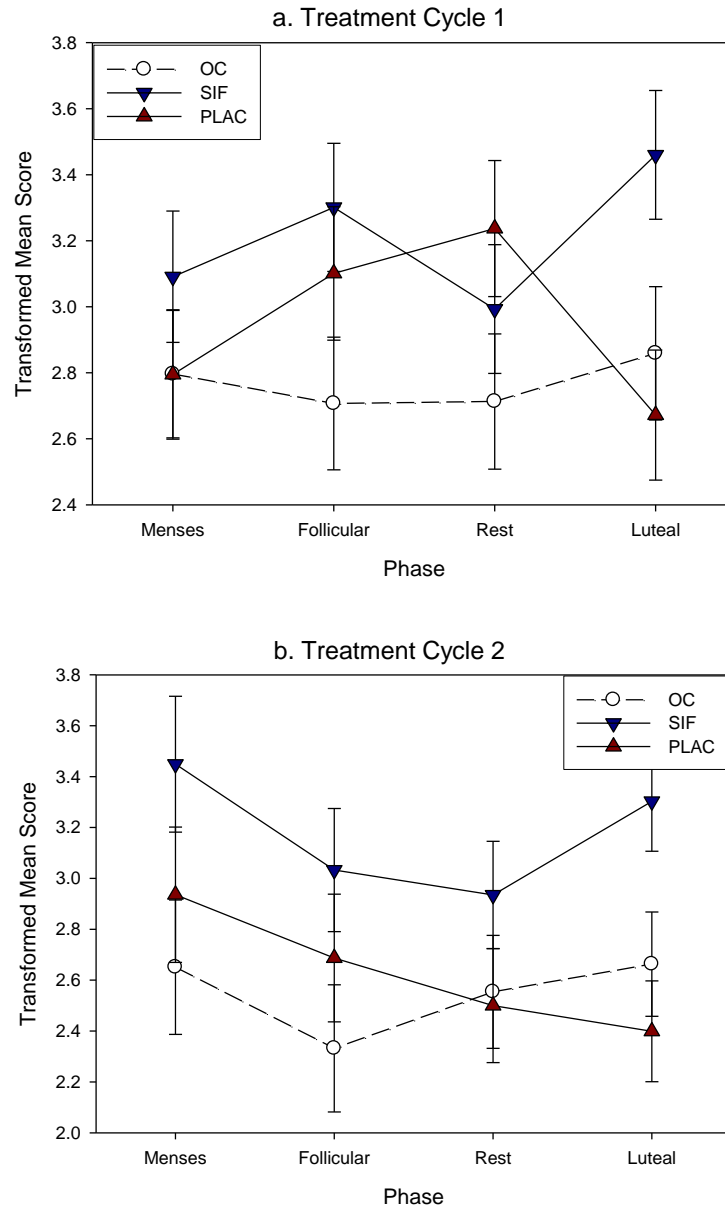 a. Treatment Cycle 1
3.8
3.6
3.4
3.2
3.0
2.8
2.6
2.4
Transformed Mean Score
OC
SIF
PLAC
Menses Follicular Rest Luteal
Phase
b. Treatment Cycle 2
3.8
3.6
3.4
3.2
3.0
2.8
2.6
2.4
2.2
2.0
Transformed Mean Score
OC
SIF
PLAC
Menses Follicular Rest Luteal
Phase